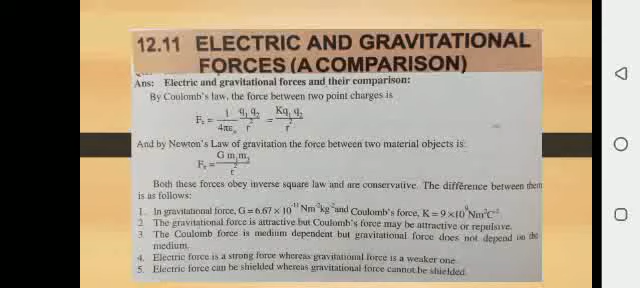 12.11 ELECTRIC AND GRAVITATIONAL
FORCES (A COMPARISON)
Ans: Electric and gravitational forces and their comparison:
By Coulomb's law, the force between two point charges is
Fₑ = 1/4πε₀ q₁ q₂/r² = Kq₁ q₂/r²
And by Newton's Law of gravitation the force between two material objects is:
F₉ = G m₁m₂/r²
Both these forces obey inverse square law and are conservative. The difference between them
is as follows:
1. In gravitational force, G = 6.67 × 10⁻¹¹ Nm²kg⁻² and Coulomb's force, K = 9 × 10⁹Nm²C⁻²
2 The gravitational force is attractive but Coulomb's force may be attractive or repulsive.
3 The Coulomb force is medium dependent but gravitational force does not depend on the
medium.
4. Electric force is a strong force whereas gravitational force is a weaker one
5. Electric force can be shielded whereas gravitational force cannot be shielded